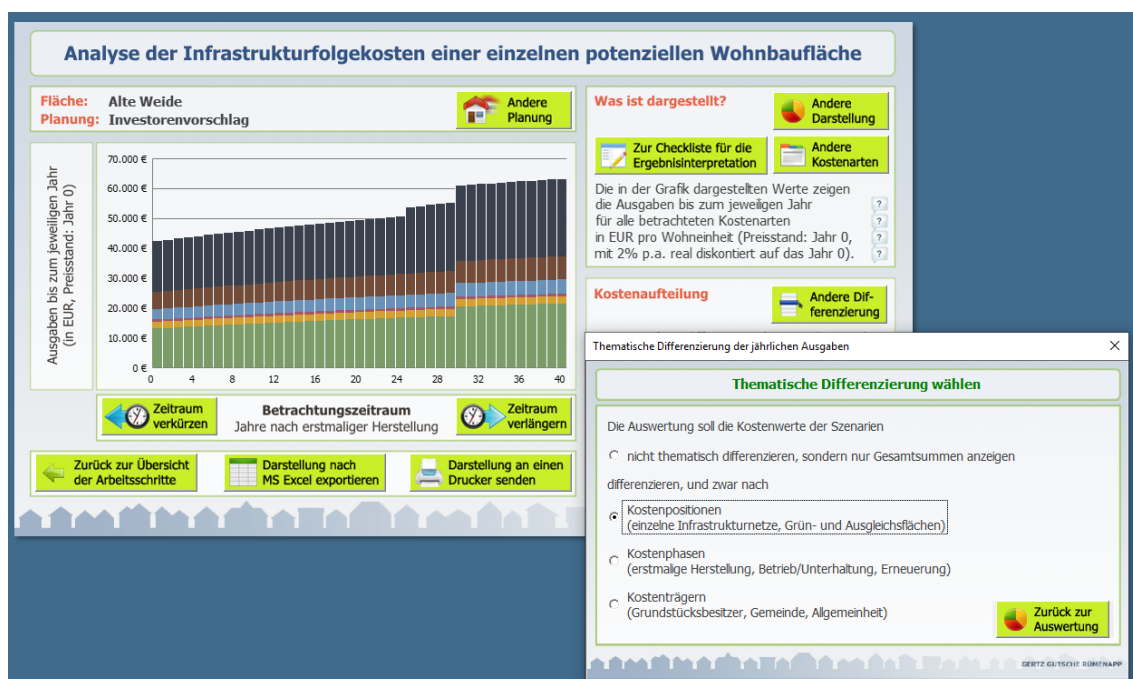 Analyse der Infrastrukturfolgekosten einer einzelnen potenziellen Wohnbaufläche
Fläche: Alte Weide
Planung: Investorenvorschlag
Andere
Planung
Was ist dargestellt?
Andere
Darstellung
Zur Checkliste für die
Ergebnisinterpretation
Andere
Kostenarten
Die in der Grafik dargestellten Werte zeigen
die Ausgaben bis zum jeweiligen Jahr
?
für alle betrachteten Kostenarten
?
in EUR pro Wohneinheit (Preisstand: Jahr 0,
?
mit 2% p.a. real diskontiert auf das Jahr 0).
?
Ausgaben bis zum jeweiligen Jahr
(in EUR, Preisstand: Jahr 0)
70.000 €
60.000 €
50.000 €
40.000 €
30.000 €
20.000 €
10.000 €
0 €
0 4 8 12 16 20 24 28 32 36 40
Zeitraum
verkürzen
Betrachtungszeitraum
Jahre nach erstmaliger Herstellung
Zeitraum
verlängern
Zurück zur Übersicht
der Arbeitsschritte
Darstellung nach
MS Excel exportieren
Darstellung an einen
Drucker senden
Kostenaufteilung
Andere Dif-
ferenzierung
Thematische Differenzierung der jährlichen Ausgaben
Thematische Differenzierung wählen
Die Auswertung soll die Kostenwerte der Szenarien
nicht thematisch differenzieren, sondern nur Gesamtsummen anzeigen
differenzieren, und zwar nach
Kostenpositionen
(einzelne Infrastrukturnetze, Grün- und Ausgleichsflächen)
Kostenphasen
(erstmalige Herstellung, Betrieb/Unterhaltung, Erneuerung)
Kostenträgern
(Grundstücksbesitzer, Gemeinde, Allgemeinheit)
Zurück zur
Auswertung
GERTZ GUTSCHE RÜMENAPP